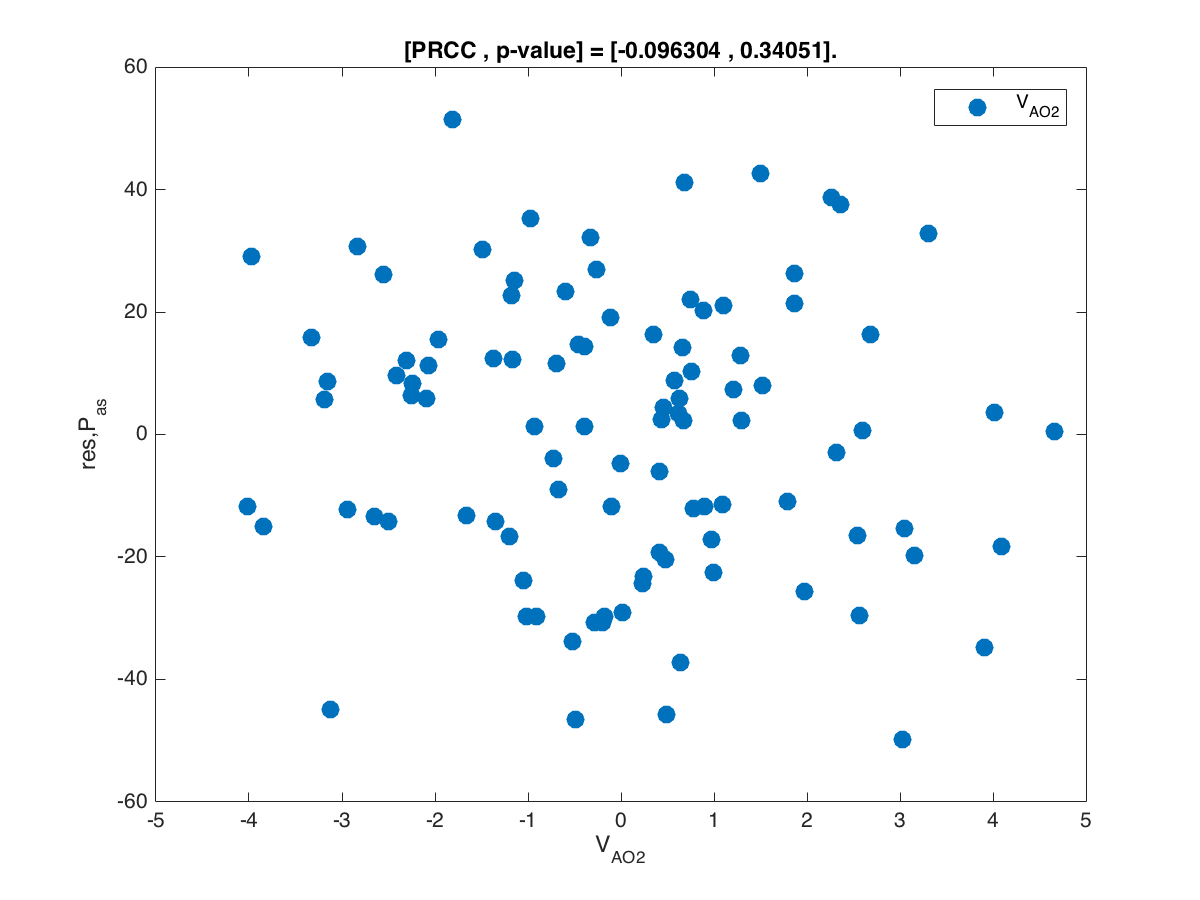 [PRCC , p-value] = [-0.096304 , 0.34051].
V_AO2
60
40
20
0
-20
-40
-60
res,P_as
-5 -4 -3 -2 -1 0 1 2 3 4 5
V_AO2